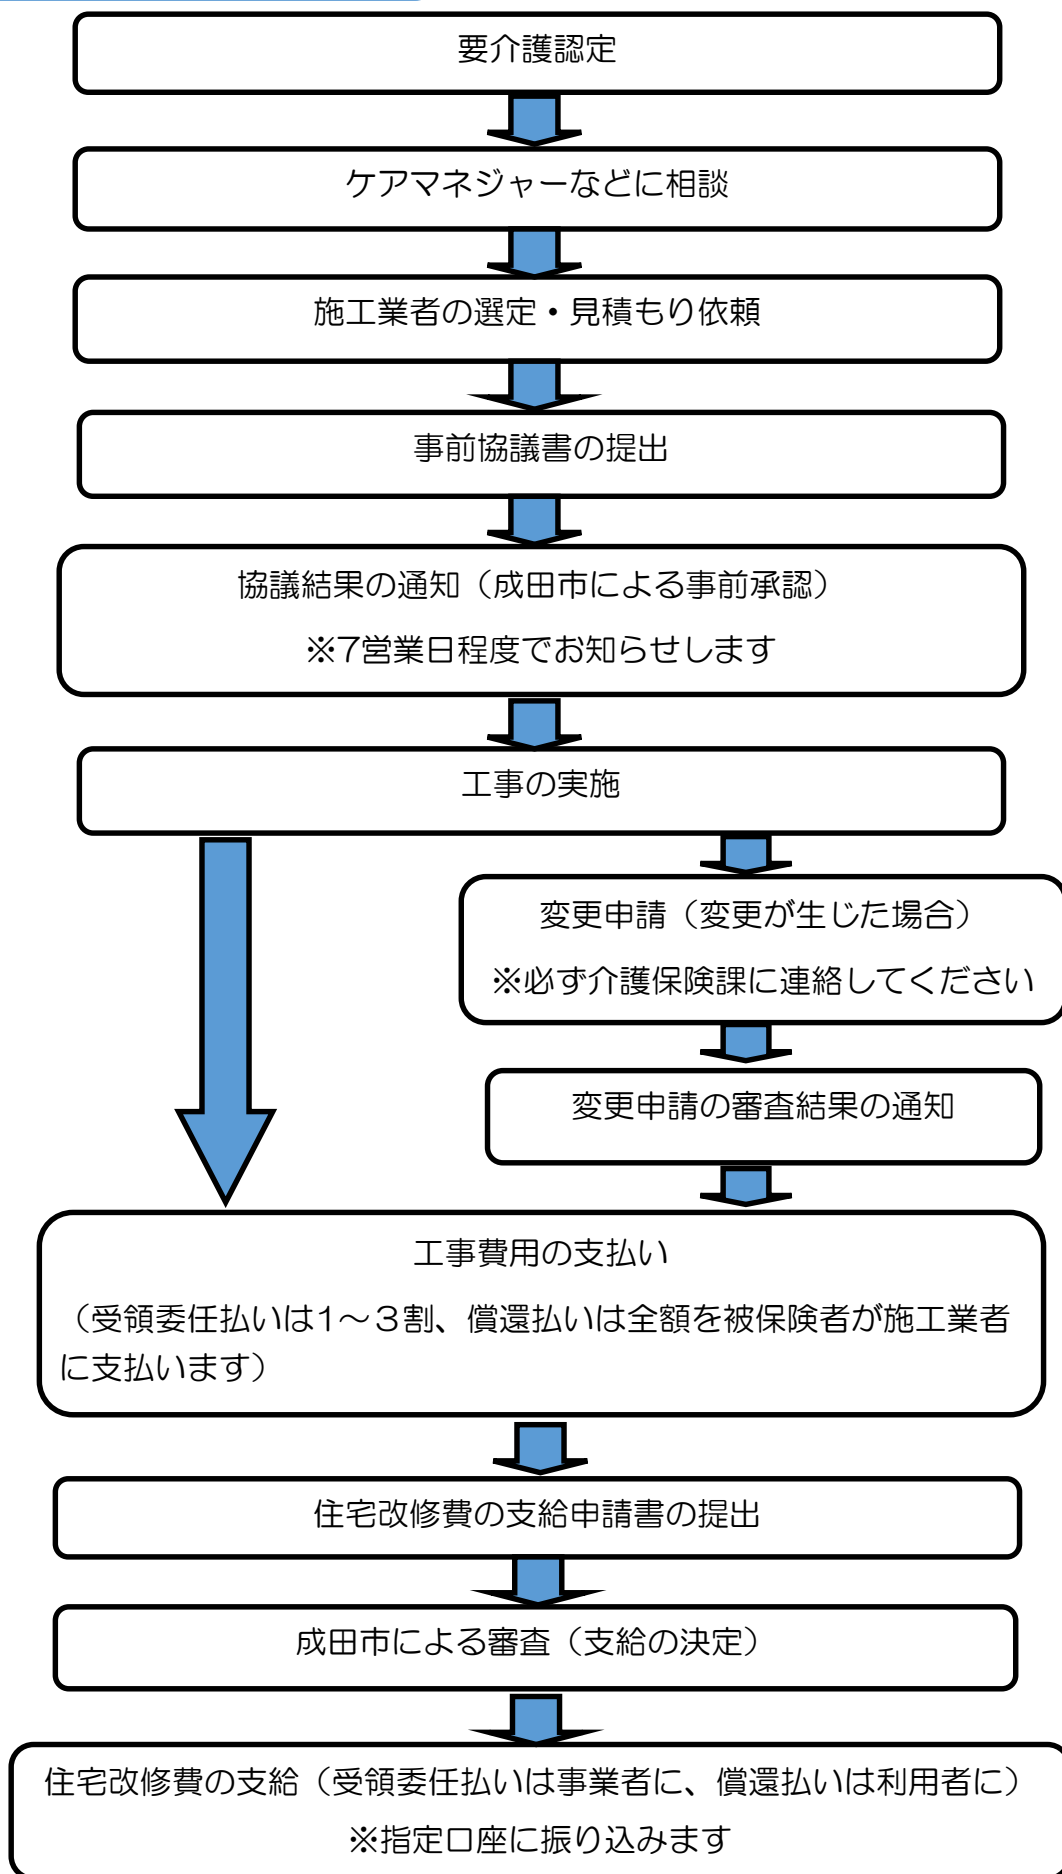 要介護認定
ケアマネジャーなどに相談
施工業者の選定・見積もり依頼
事前協議書の提出
協議結果の通知（成田市による事前承認）
※7営業日程度でお知らせします
工事の実施
変更申請（変更が生じた場合）
※必ず介護保険課に連絡してください
変更申請の審査結果の通知
工事費用の支払い
（受領委任払いは1～３割、償還払いは全額を被保険者が施工業者
に支払います）
住宅改修費の支給申請書の提出
成田市による審査（支給の決定）
住宅改修費の支給（受領委任払いは事業者に、償還払いは利用者に）
※指定口座に振り込みます